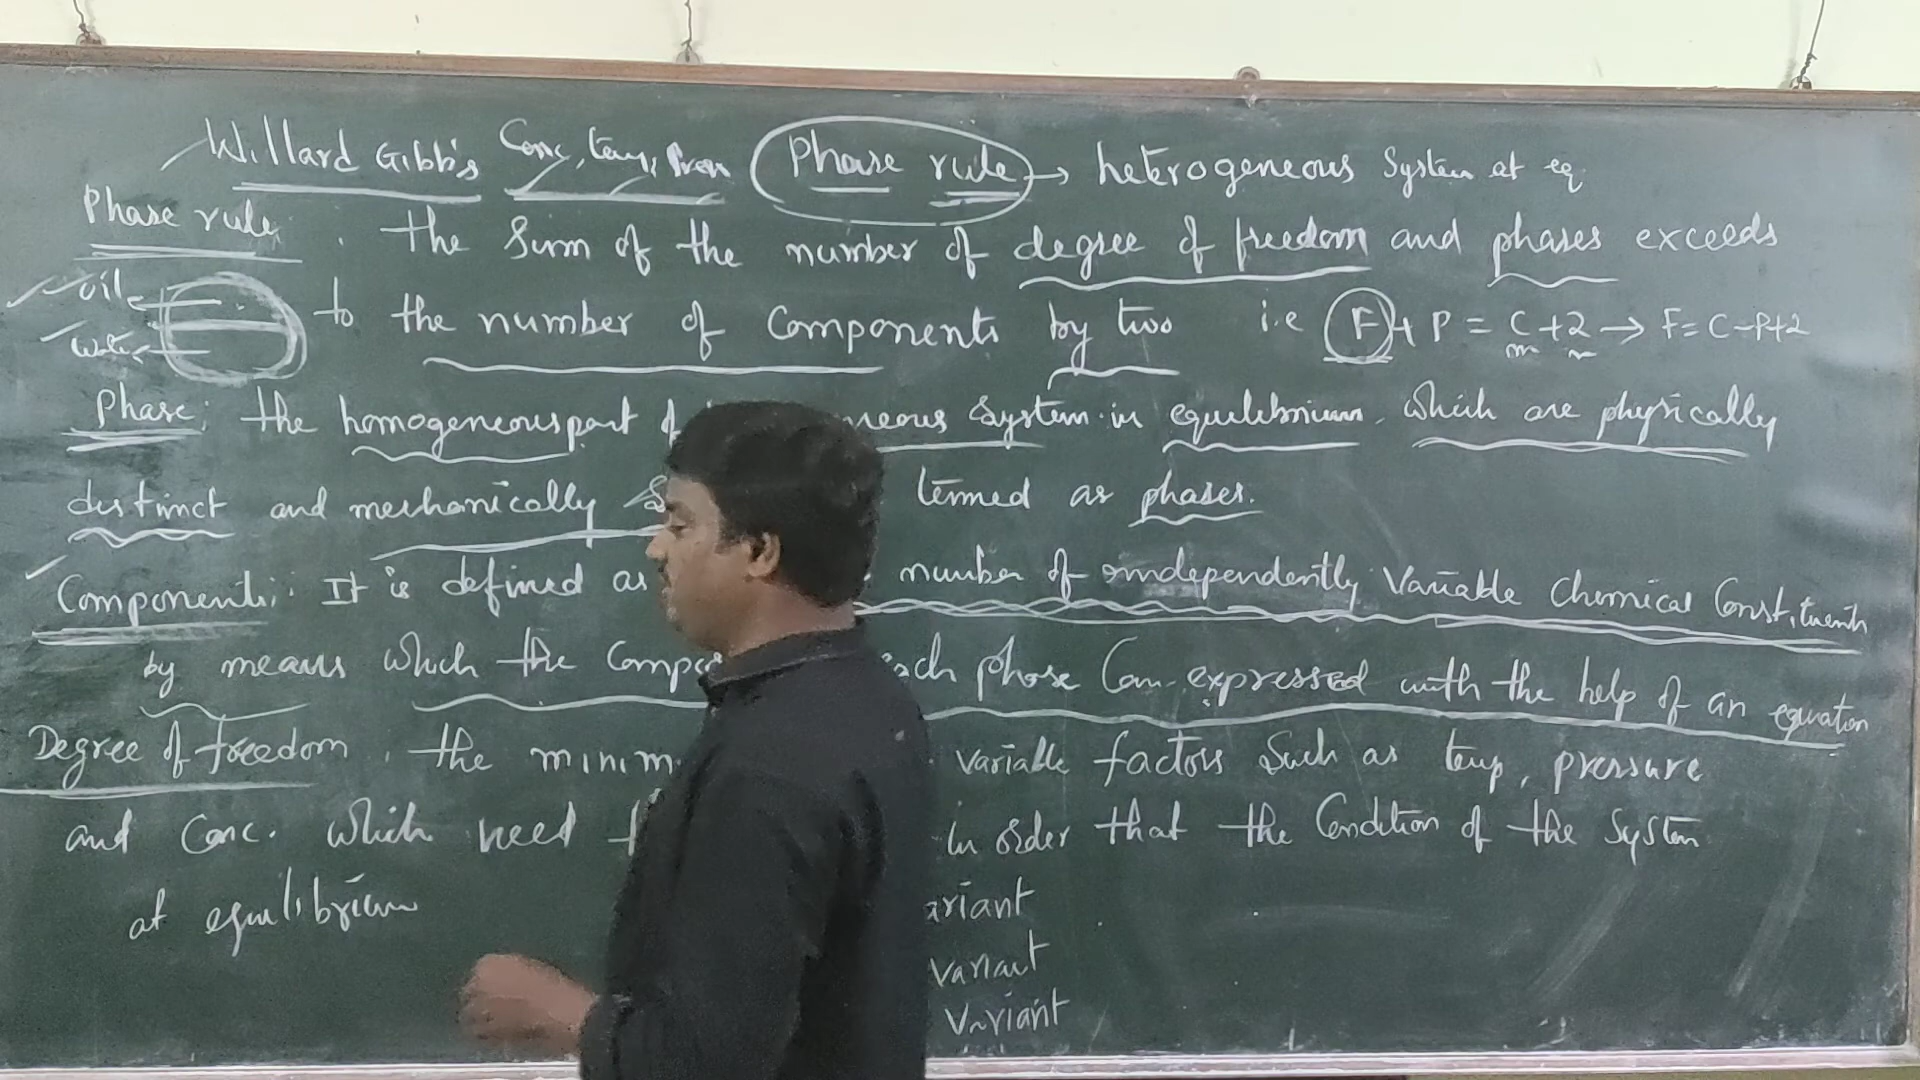 Willard Gibb's Conc, temp, Pres Phase rule → heterogeneous System at eq
Phase rule. the Sum of the number of degree of freedom and phases exceeds
oil
water
to the number of Components by two i.e F + P = C + 2 → F = C - P + 2
Phase: the homogeneous part of neous System in equilibrium. which are physically
distinct and mechanically termed as phases.
Components: It is defined as number of independently Variable Chemical Constituents
by means which the each phase Can expressed with the help of an equation
Degree of freedom. the variable factors Such as temp, pressure
and Conc. which need in order that the Condition of the System
at equilibrium
ariant
variant
Variant